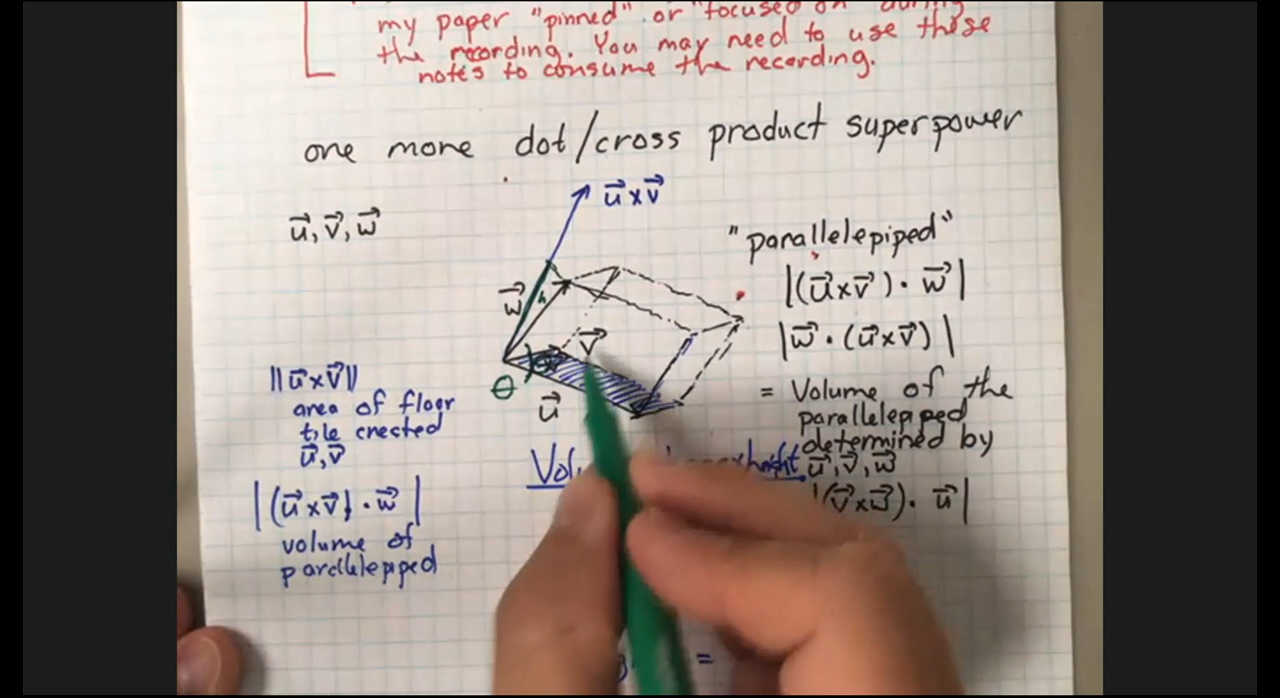 my paper "pinned" or "focused on" during
the recording. You may need to use these
notes to consume the recording.
one more dot/cross product superpower
u⃗ x v⃗
u⃗, v⃗, w⃗
"parallelepiped"
|(u⃗ x v⃗) · w⃗|
w⃗
h
v⃗
|w⃗ · (u⃗ x v⃗)|
θ
u⃗
||u⃗ x v⃗||
area of floor
tile created
u⃗, v⃗
= Volume of the
parallelepiped
determined by
u⃗, v⃗, w⃗
height
|(u⃗ x v⃗) · w⃗|
volume of
parallelepiped
|(v⃗ x w⃗) · u⃗|
=